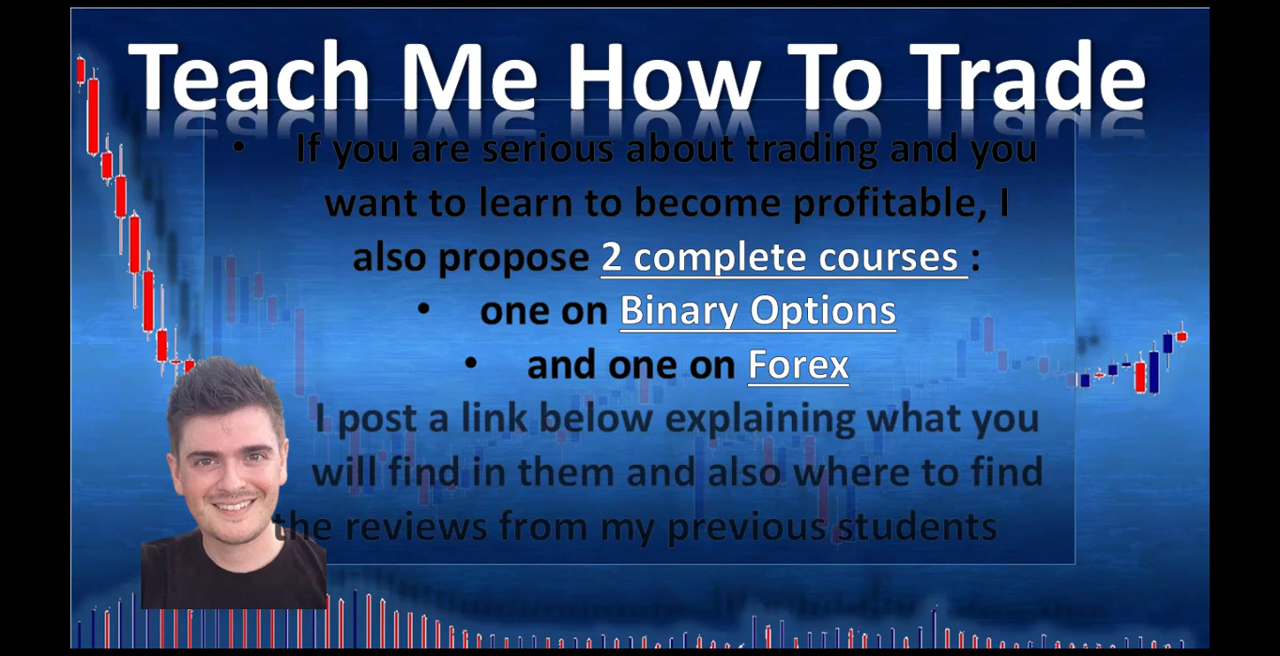 Teach Me How To Trade
• If you are serious about trading and you
want to learn to become profitable, I
also propose 2 complete courses :
• one on Binary Options
• and one on Forex
I post a link below explaining what you
will find in them and also where to find
the reviews from my previous students